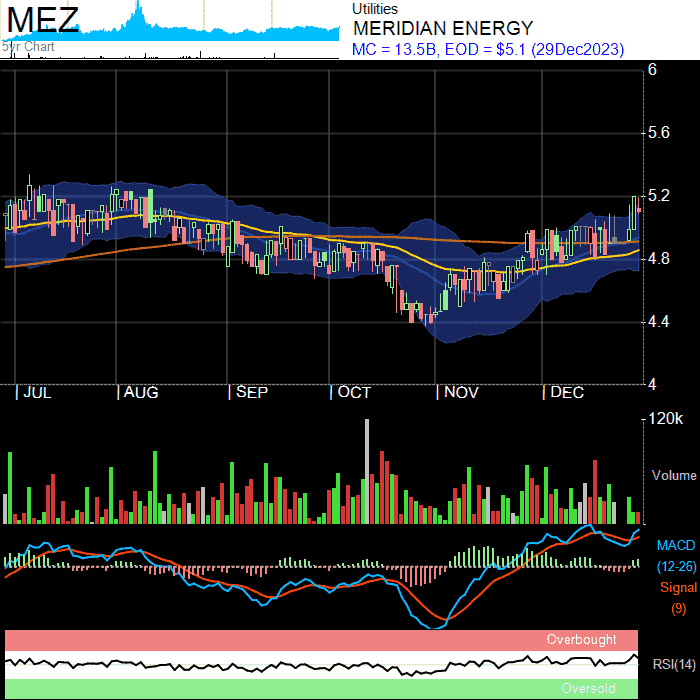 MEZ
5yr Chart
Utilities
MERIDIAN ENERGY
MC = 13.5B, EOD = $5.1 (29Dec2023)
6
5.6
5.2
4.8
4.4
4
| JUL | AUG | SEP | OCT | NOV | DEC
120k
Volume
MACD
(12-26)
Signal
(9)
Overbought
RSI(14)
Oversold